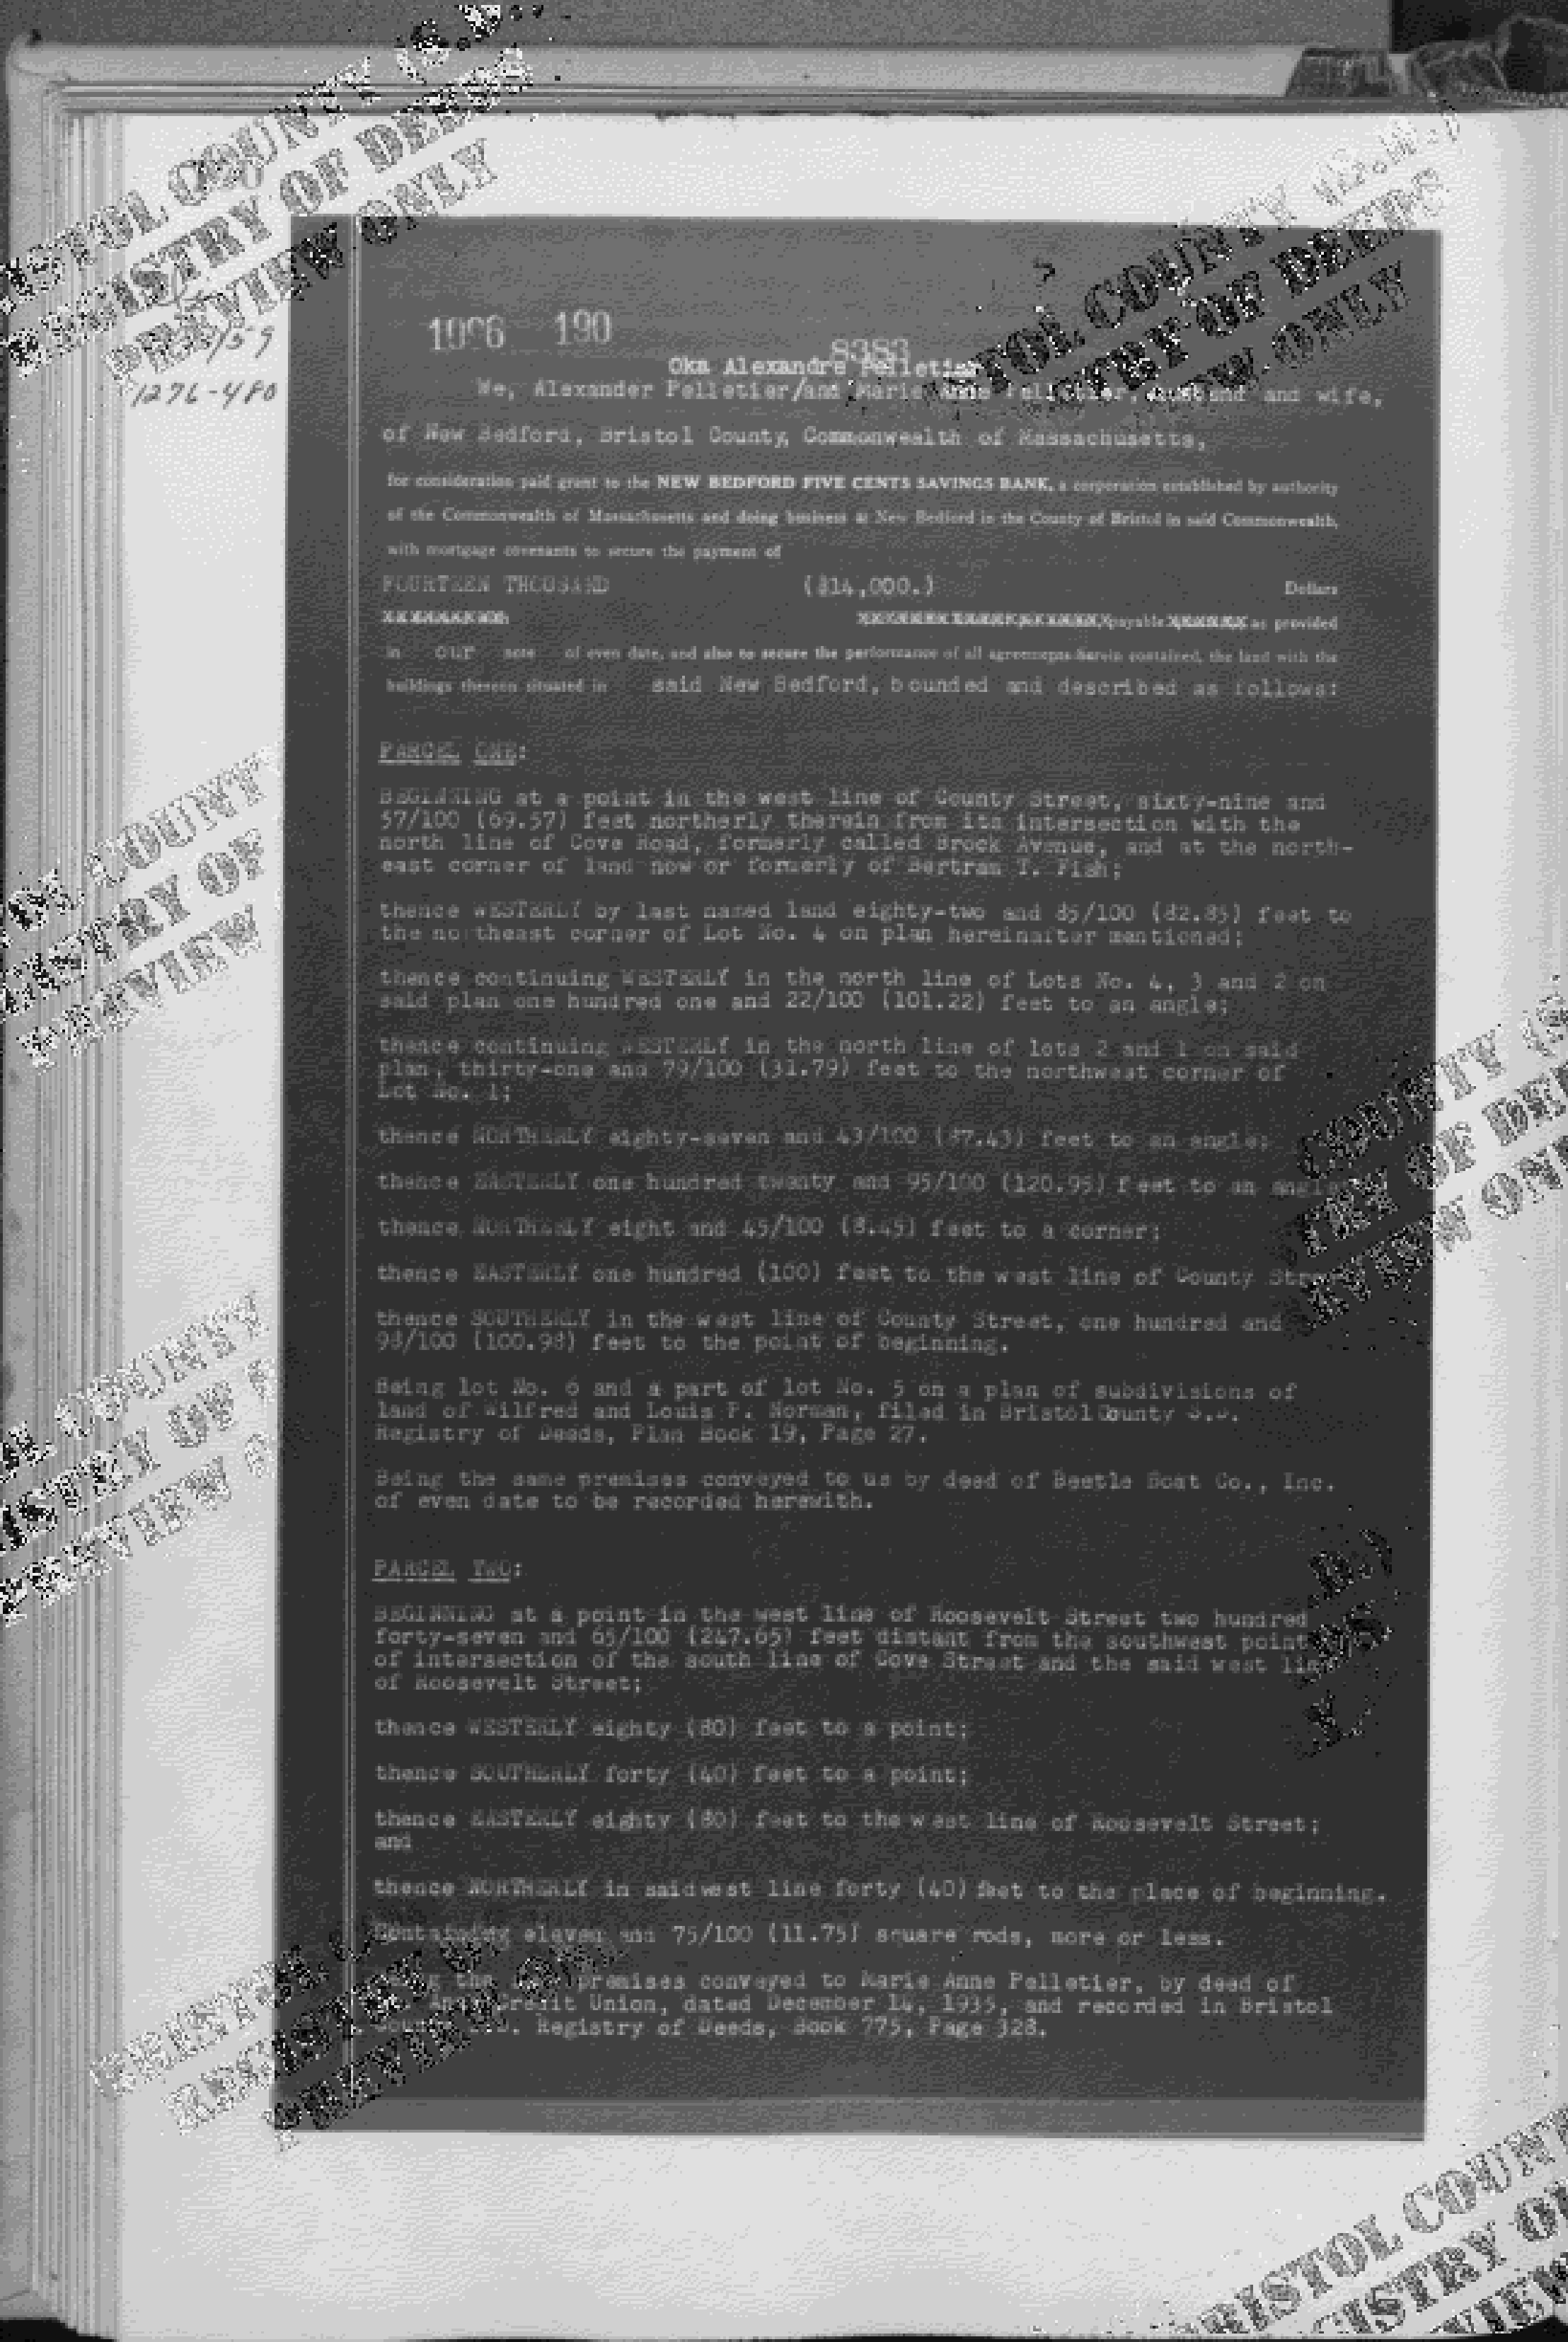 1276-480
190
8383
Oka Alexandre Pelletier
We, Alexander Pelletier/and Marie Anne Pelletier, husband and wife,
of New Bedford, Bristol County, Commonwealth of Massachusetts,
for consideration paid grant to the NEW BEDFORD FIVE CENTS SAVINGS BANK, a corporation established by authority
of the Commonwealth of Massachusetts and doing business at New Bedford in the County of Bristol in said Commonwealth,
with mortgage covenants to secure the payment of
FOURTEEN THOUSAND ($14,000.) Dollars
payable as provided
in our note of even date, and also to secure the performance of all agreements herein contained, the land with the
buildings thereon situated in said New Bedford, bounded and described as follows:
PARCEL ONE:
BEGINNING at a point in the west line of County Street, sixty-nine and
57/100 (69.57) feet northerly therein from its intersection with the
north line of Cove Road, formerly called Brock Avenue, and at the north-
east corner of land now or formerly of Bertram T. Fish;
thence WESTERLY by last named land eighty-two and 85/100 (82.85) feet to
the northeast corner of Lot No. 4 on plan hereinafter mentioned;
thence continuing WESTERLY in the north line of Lots No. 4, 3 and 2 on
said plan one hundred one and 22/100 (101.22) feet to an angle;
thence continuing WESTERLY in the north line of lots 2 and 1 on said
plan, thirty-one and 79/100 (31.79) feet to the northwest corner of
Lot No. 1;
thence NORTHERLY eighty-seven and 43/100 (87.43) feet to an angle;
thence EASTERLY one hundred twenty and 95/100 (120.95) feet to an angle
thence NORTHERLY eight and 45/100 (8.45) feet to a corner;
thence EASTERLY one hundred (100) feet to the west line of County Street
thence SOUTHERLY in the west line of County Street, one hundred and
98/100 (100.98) feet to the point of beginning.
Being lot No. 6 and a part of lot No. 5 on a plan of subdivisions of
land of Wilfred and Louis P. Norman, filed in Bristol County S.D.
Registry of Deeds, Plan Book 19, Page 27.
Being the same premises conveyed to us by deed of Beetle Boat Co., Inc.
of even date to be recorded herewith.
PARCEL TWO:
BEGINNING at a point in the west line of Roosevelt Street two hundred
forty-seven and 65/100 (247.65) feet distant from the southwest point
of intersection of the south line of Cove Street and the said west line
of Roosevelt Street;
thence WESTERLY eighty (80) feet to a point;
thence SOUTHERLY forty (40) feet to a point;
thence EASTERLY eighty (80) feet to the west line of Roosevelt Street;
and
thence NORTHERLY in said west line forty (40) feet to the place of beginning.
Containing eleven and 75/100 (11.75) square rods, more or less.
Being the premises conveyed to Marie Anne Pelletier, by deed of
Credit Union, dated December 14, 1935, and recorded in Bristol
Registry of Deeds, Book 775, Page 328.